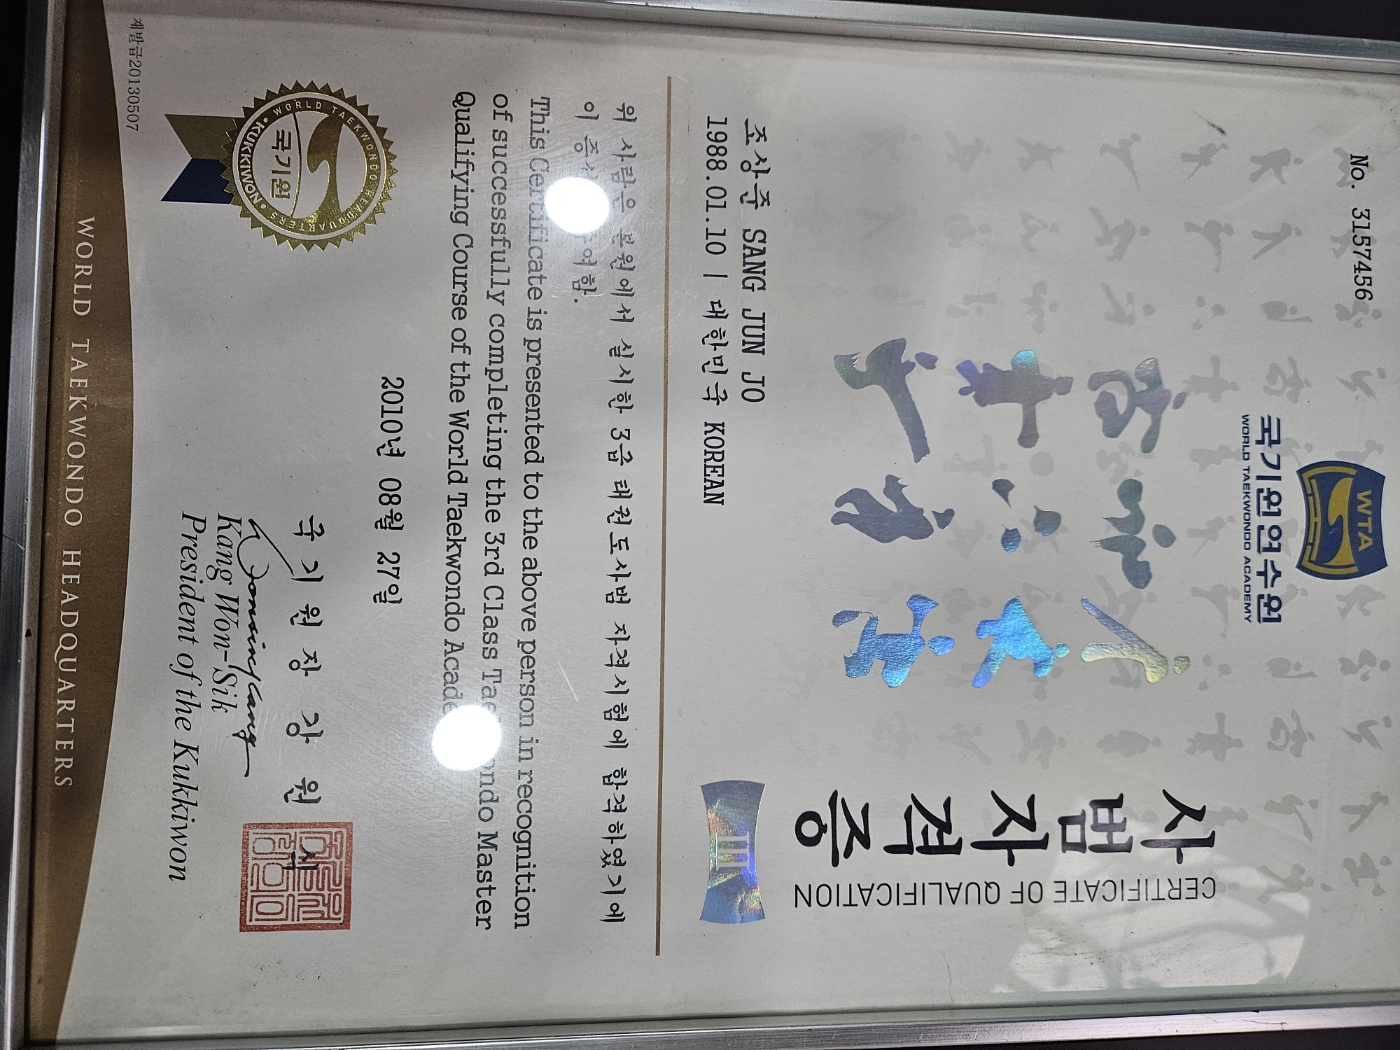 No. 3157456
WTA
국기원연수원
WORLD TAEKWONDO ACADEMY
사범자격증
CERTIFICATE OF QUALIFICATION
III
조상준 SANG JUN JO
1988.01.10 | 대한민국 KOREAN
위 사람은 본원에서 실시한 3급 태권도사범 자격시험에 합격하였기에
이 여함.
This Certificate is presented to the above person in recognition
of successfully completing the 3rd Class Taekwondo Master
Qualifying Course of the World Taekwondo
2010년 08월 27일
국기원장 강원식
Kang Won-Sik
President of the Kukkiwon
WORLD TAEKWONDO HEADQUARTERS
국기원
KUKKIWON
재발급20130507
WORLD TAEKWONDO HEADQUARTERS